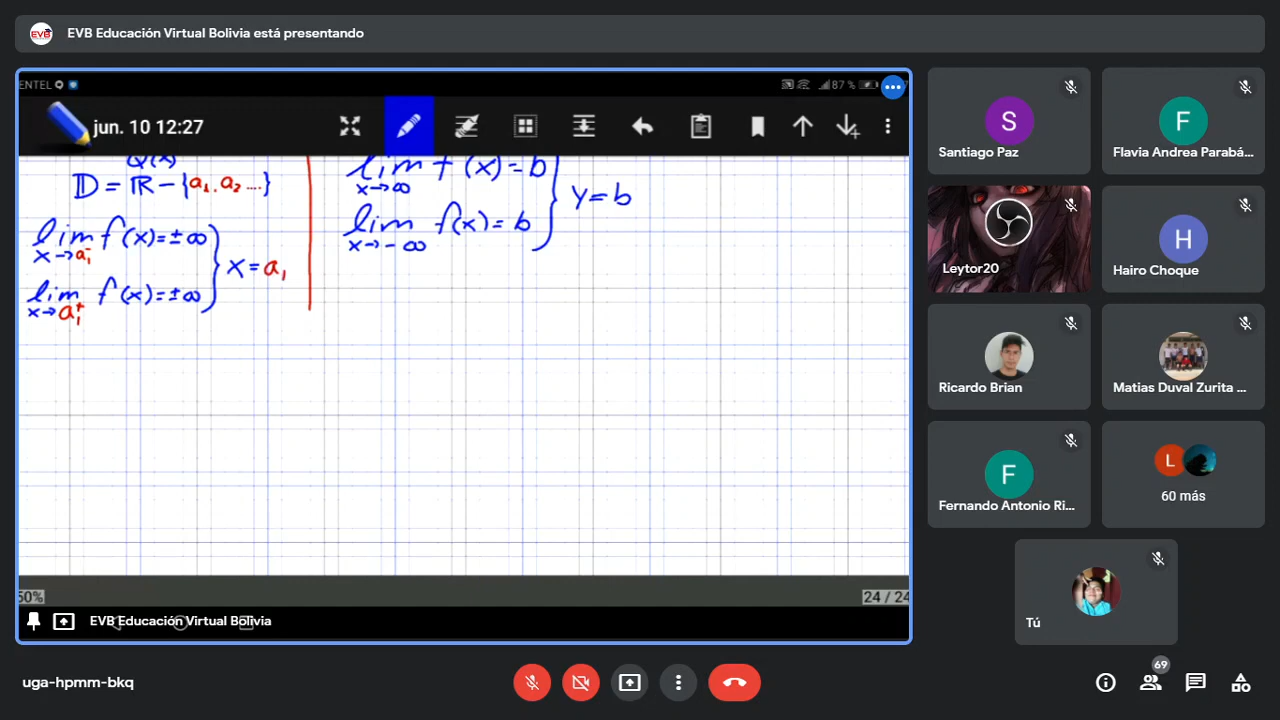 EVB Educación Virtual Bolivia está presentando
ENTEL
87 %
jun. 10 12:27
Q(x)
D = R - {a₁, a₂ ...}
lim f(x) = ± ∞
x → a₁⁻
lim f(x) = ± ∞
x → a₁⁺
x = a₁
lim f(x) = b
x → ∞
lim f(x) = b
x → - ∞
y = b
50%
24 / 24
EVB Educación Virtual Bolivia
S
Santiago Paz
F
Flavia Andrea Parabá...
Leytor20
H
Hairo Choque
Ricardo Brian
Matias Duval Zurita ...
F
Fernando Antonio Ri...
L
60 más
Tú
uga-hpmm-bkq
69